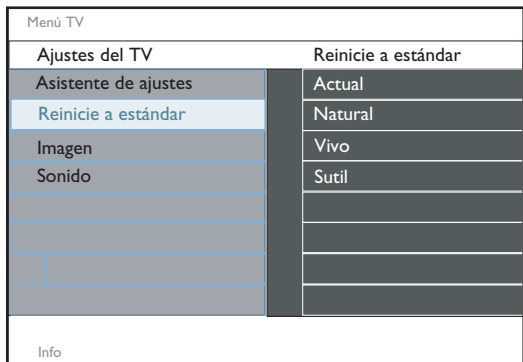 Menú TV
Ajustes del TV
Reinicie a estándar
Asistente de ajustes
Actual
Reinicie a estándar
Natural
Imagen
Vivo
Sonido
Sutil
Info